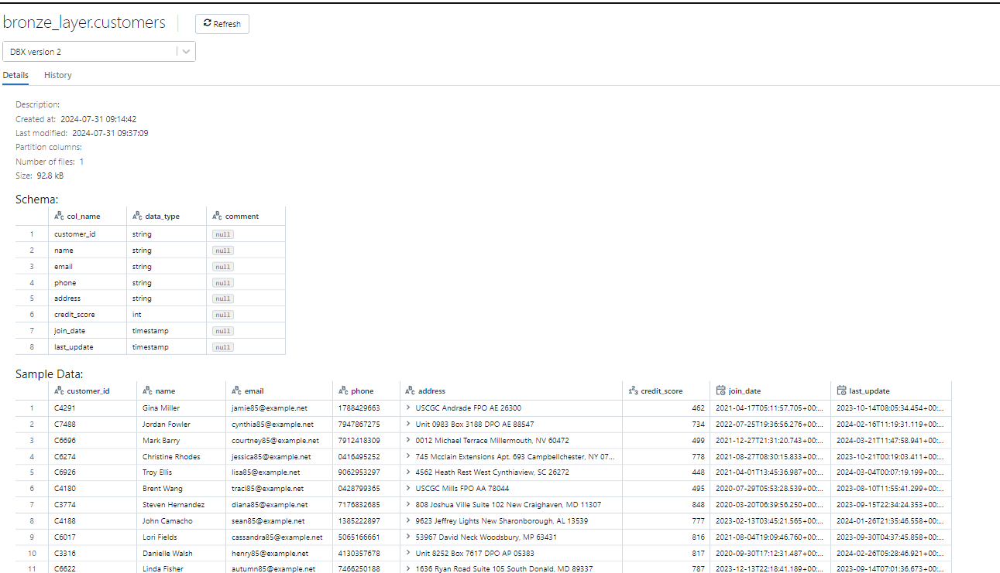 bronze_layer.customers Refresh
DBX version 2
Details History
Description:
Created at: 2024-07-31 09:14:42
Last modified: 2024-07-31 09:37:09
Partition columns:
Number of files: 1
Size: 92.8 kB
Schema:
col_name data_type comment
1 customer_id string null
2 name string null
3 email string null
4 phone string null
5 address string null
6 credit_score int null
7 join_date timestamp null
8 last_update timestamp null
Sample Data:
customer_id name email phone address credit_score join_date last_update
1 C4291 Gina Miller jamie85@example.net 1788429663 USCGC Andrade FPO AE 26300 462 2021-04-17T05:11:57.705+00:... 2023-10-14T08:05:34.454+00:...
2 C7488 Jordan Fowler cynthia85@example.net 7947867275 Unit 0983 Box 3188 DPO AE 88547 734 2022-07-25T19:36:56.276+00:... 2024-02-16T11:19:31.119+00:...
3 C6696 Mark Barry courtney85@example.net 7912418309 0012 Michael Terrace Millermouth, NV 60472 499 2021-12-27T21:31:20.743+00:... 2024-03-21T11:47:58.941+00:...
4 C6274 Christine Rhodes jessica85@example.net 0416495252 745 Mcclain Extensions Apt. 693 Campbellchester, NY 07... 778 2021-08-27T08:30:15.833+00:... 2023-10-21T00:19:03.411+00:...
5 C6926 Troy Ellis lisa85@example.net 9062953297 4562 Heath Rest West Cynthiaview, SC 26272 448 2021-04-01T13:45:36.987+00:... 2024-03-04T00:07:19.199+00:...
6 C4180 Brent Wang traci85@example.net 0428799365 USCGC Mills FPO AA 78044 495 2020-07-29T05:53:28.539+00:... 2023-08-10T11:55:41.299+00:...
7 C3774 Steven Hernandez diana85@example.net 7176832685 808 Joshua Ville Suite 102 New Craighaven, MD 11307 848 2020-03-20T06:39:56.250+00:... 2023-09-15T22:34:24.353+00:...
8 C4188 John Camacho sean85@example.net 1385222897 9623 Jeffrey Lights New Sharonborough, AL 13539 777 2023-02-13T03:45:21.565+00:... 2024-01-26T21:35:46.558+00:...
9 C6017 Lori Fields cassandra85@example.net 5065166661 53967 David Neck Woodsbury, MP 63431 816 2021-08-04T19:09:46.760+00:... 2023-09-30T04:37:45.858+00:...
10 C3316 Danielle Walsh henry85@example.net 4130357678 Unit 8252 Box 7617 DPO AP 05383 817 2020-09-30T17:12:31.487+00:... 2024-02-26T05:28:46.921+00:...
11 C6622 Linda Fisher autumn85@example.net 7466250188 1636 Ryan Road Suite 105 South Donald, MD 89337 787 2023-12-13T22:18:41.189+00:... 2023-09-14T07:01:36.673+00:...